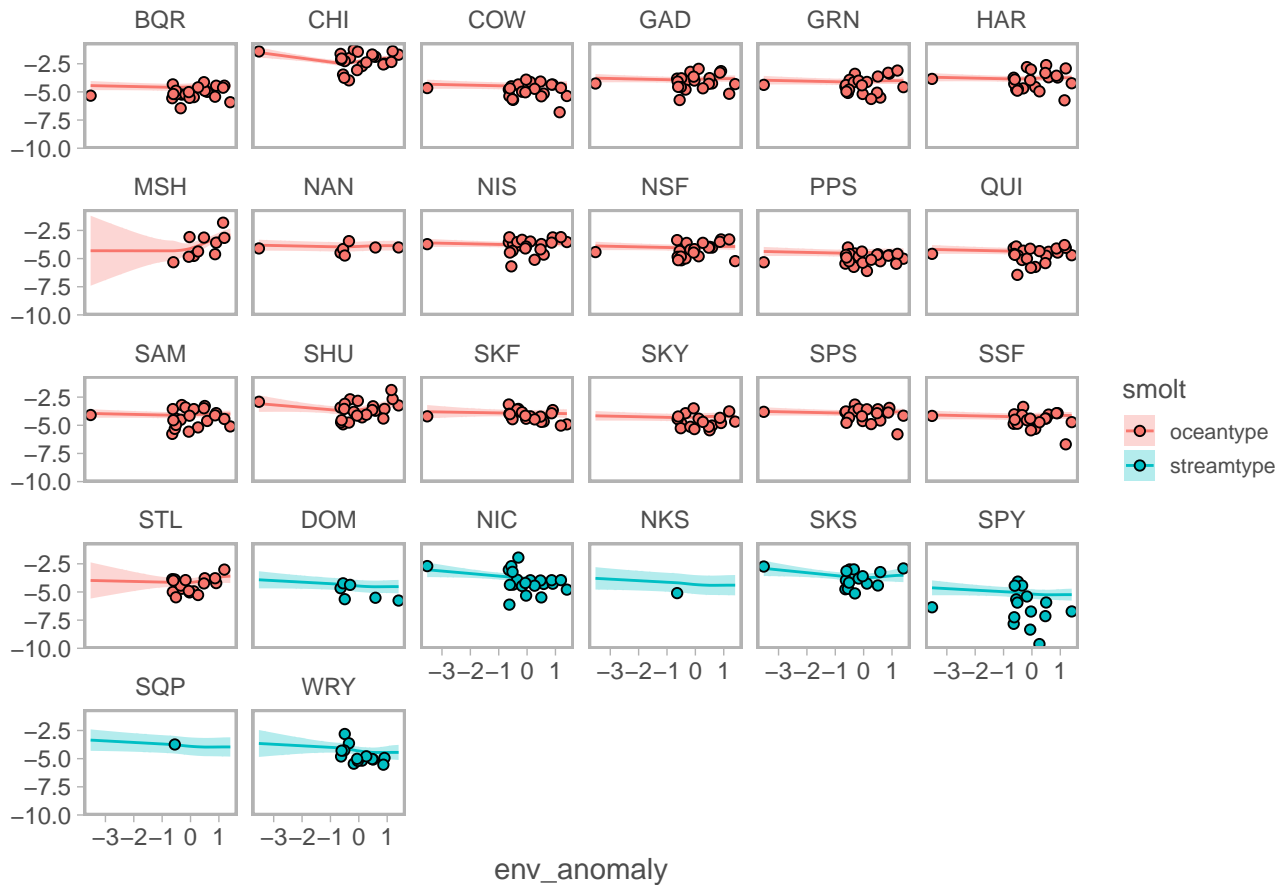 BQR CHI COW GAD GRN HAR
−2.5
−5.0
−7.5
−10.0
MSH NAN NIS NSF PPS QUI
−2.5
−5.0
−7.5
−10.0
SAM SHU SKF SKY SPS SSF
−2.5
−5.0
−7.5
−10.0
smolt
oceantype
streamtype
STL DOM NIC NKS SKS SPY
−2.5
−5.0
−7.5
−10.0
−3 −2 −1 0 1 −3 −2 −1 0 1 −3 −2 −1 0 1 −3 −2 −1 0 1
SQP WRY
−2.5
−5.0
−7.5
−10.0
−3 −2 −1 0 1 −3 −2 −1 0 1
env_anomaly